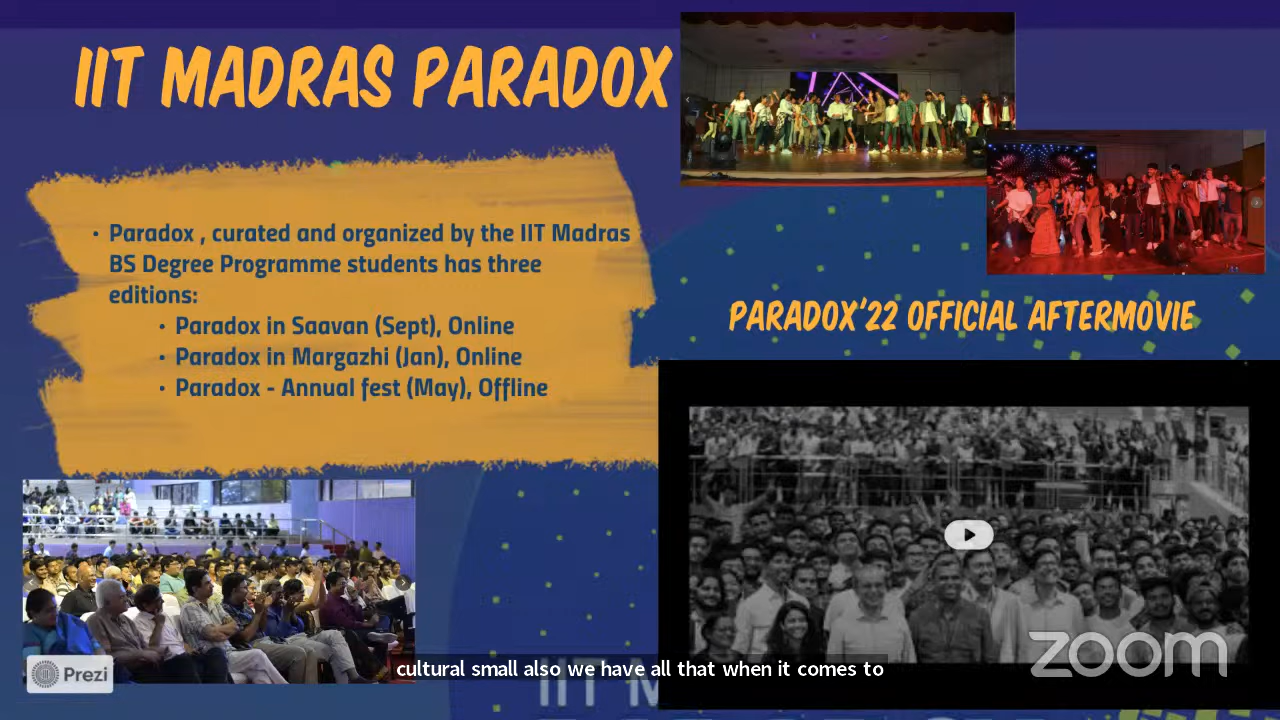 IIT MADRAS PARADOX
• Paradox , curated and organized by the IIT Madras
BS Degree Programme students has three
editions:
• Paradox in Saavan (Sept), Online
• Paradox in Margazhi (Jan), Online
• Paradox - Annual fest (May), Offline
PARADOX'22 OFFICIAL AFTERMOVIE
Prezi
zoom
cultural small also we have all that when it comes to
IIT M